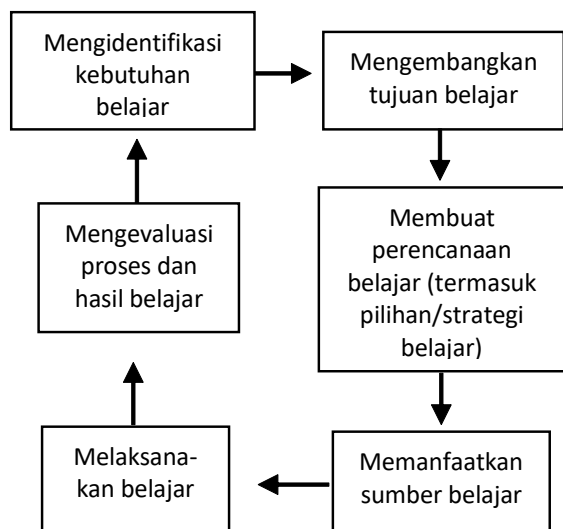 Mengidentifikasi
kebutuhan
belajar
Mengembangkan
tujuan belajar
Membuat
perencanaan
belajar (termasuk
pilihan/strategi
belajar)
Memanfaatkan
sumber belajar
Melaksana-
kan belajar
Mengevaluasi
proses dan
hasil belajar